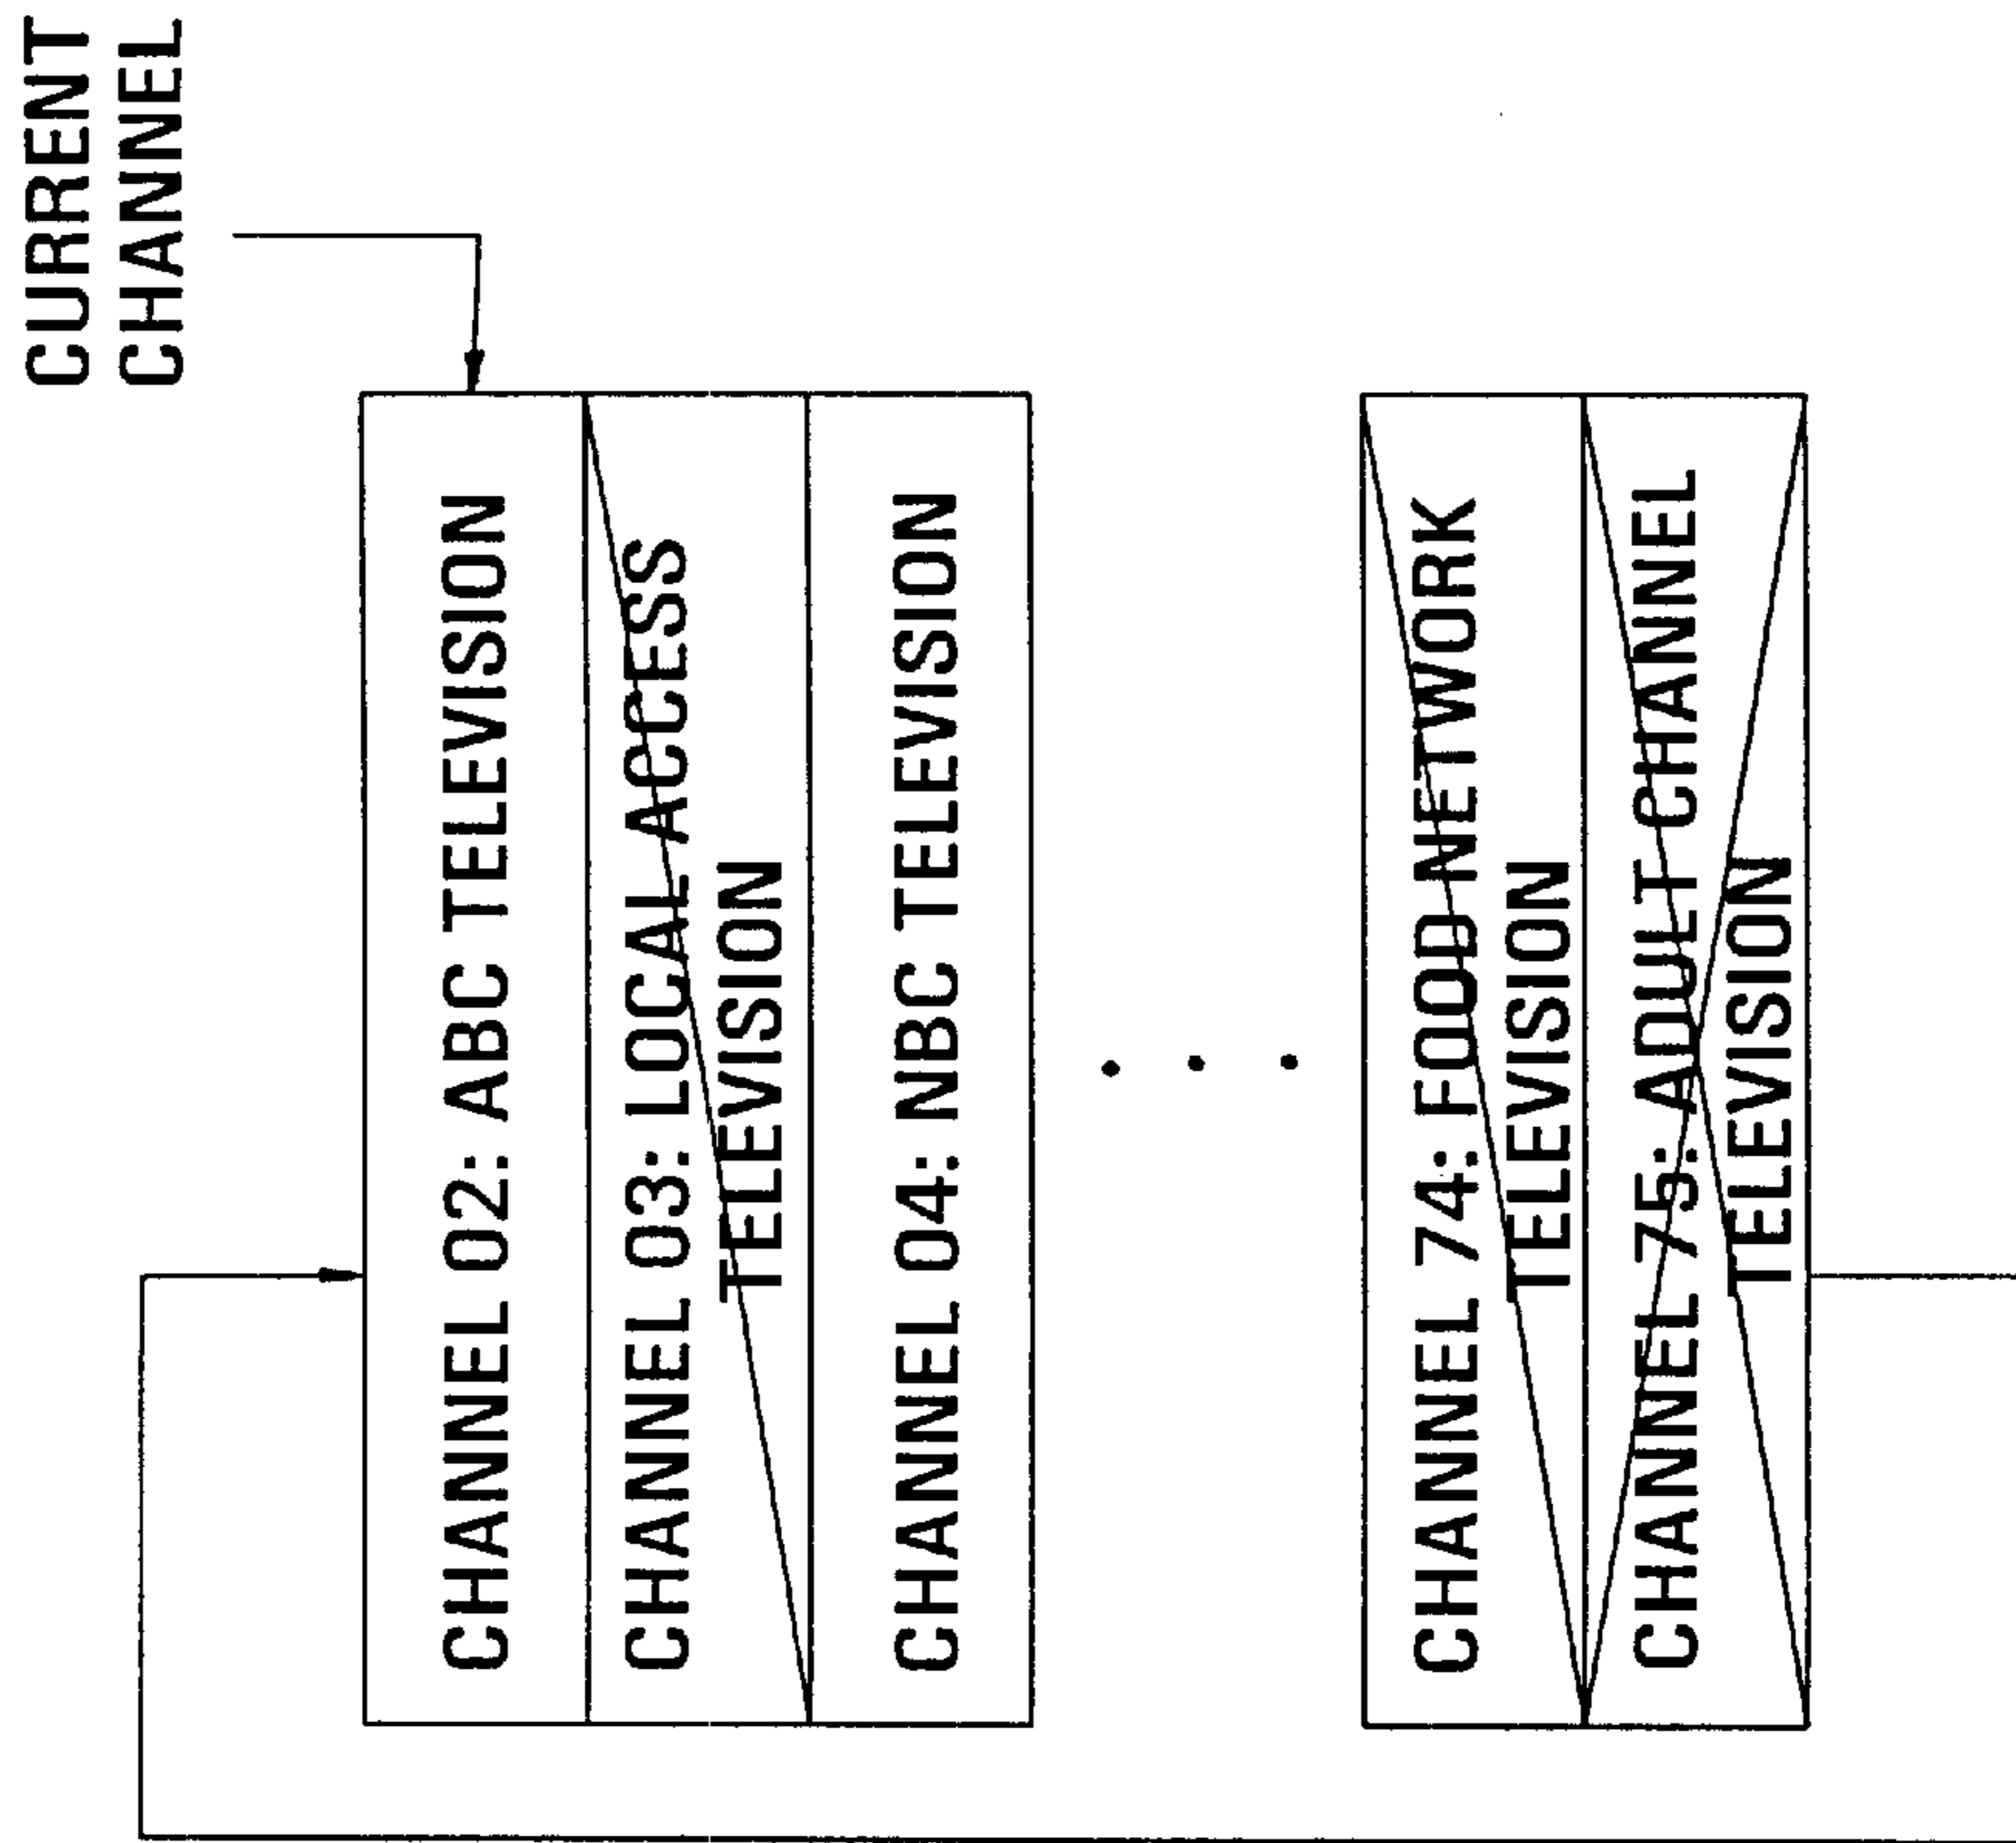 CURRENT
CHANNEL
CHANNEL 02: ABC TELEVISION
CHANNEL 03: LOCAL ACCESS
TELEVISION
CHANNEL 04: NBC TELEVISION
CHANNEL 74: FOOD NETWORK
TELEVISION
CHANNEL 75: ADULT CHANNEL
TELEVISION